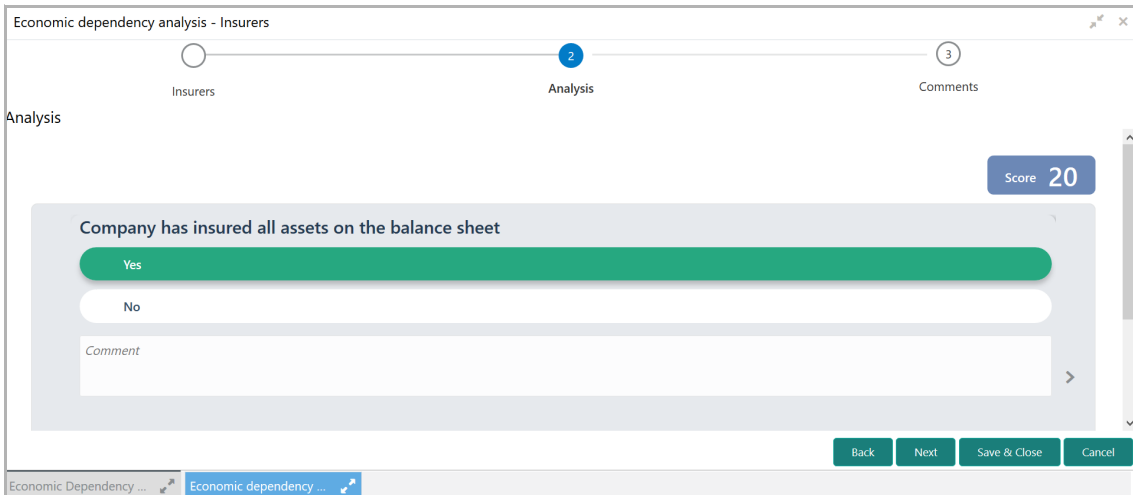 Economic dependency analysis - Insurers
2
3
Insurers
Analysis
Comments
Analysis
Score 20
Company has insured all assets on the balance sheet
Yes
No
Comment
Back
Next
Save & Close
Cancel
Economic Dependency ...
Economic dependency ...